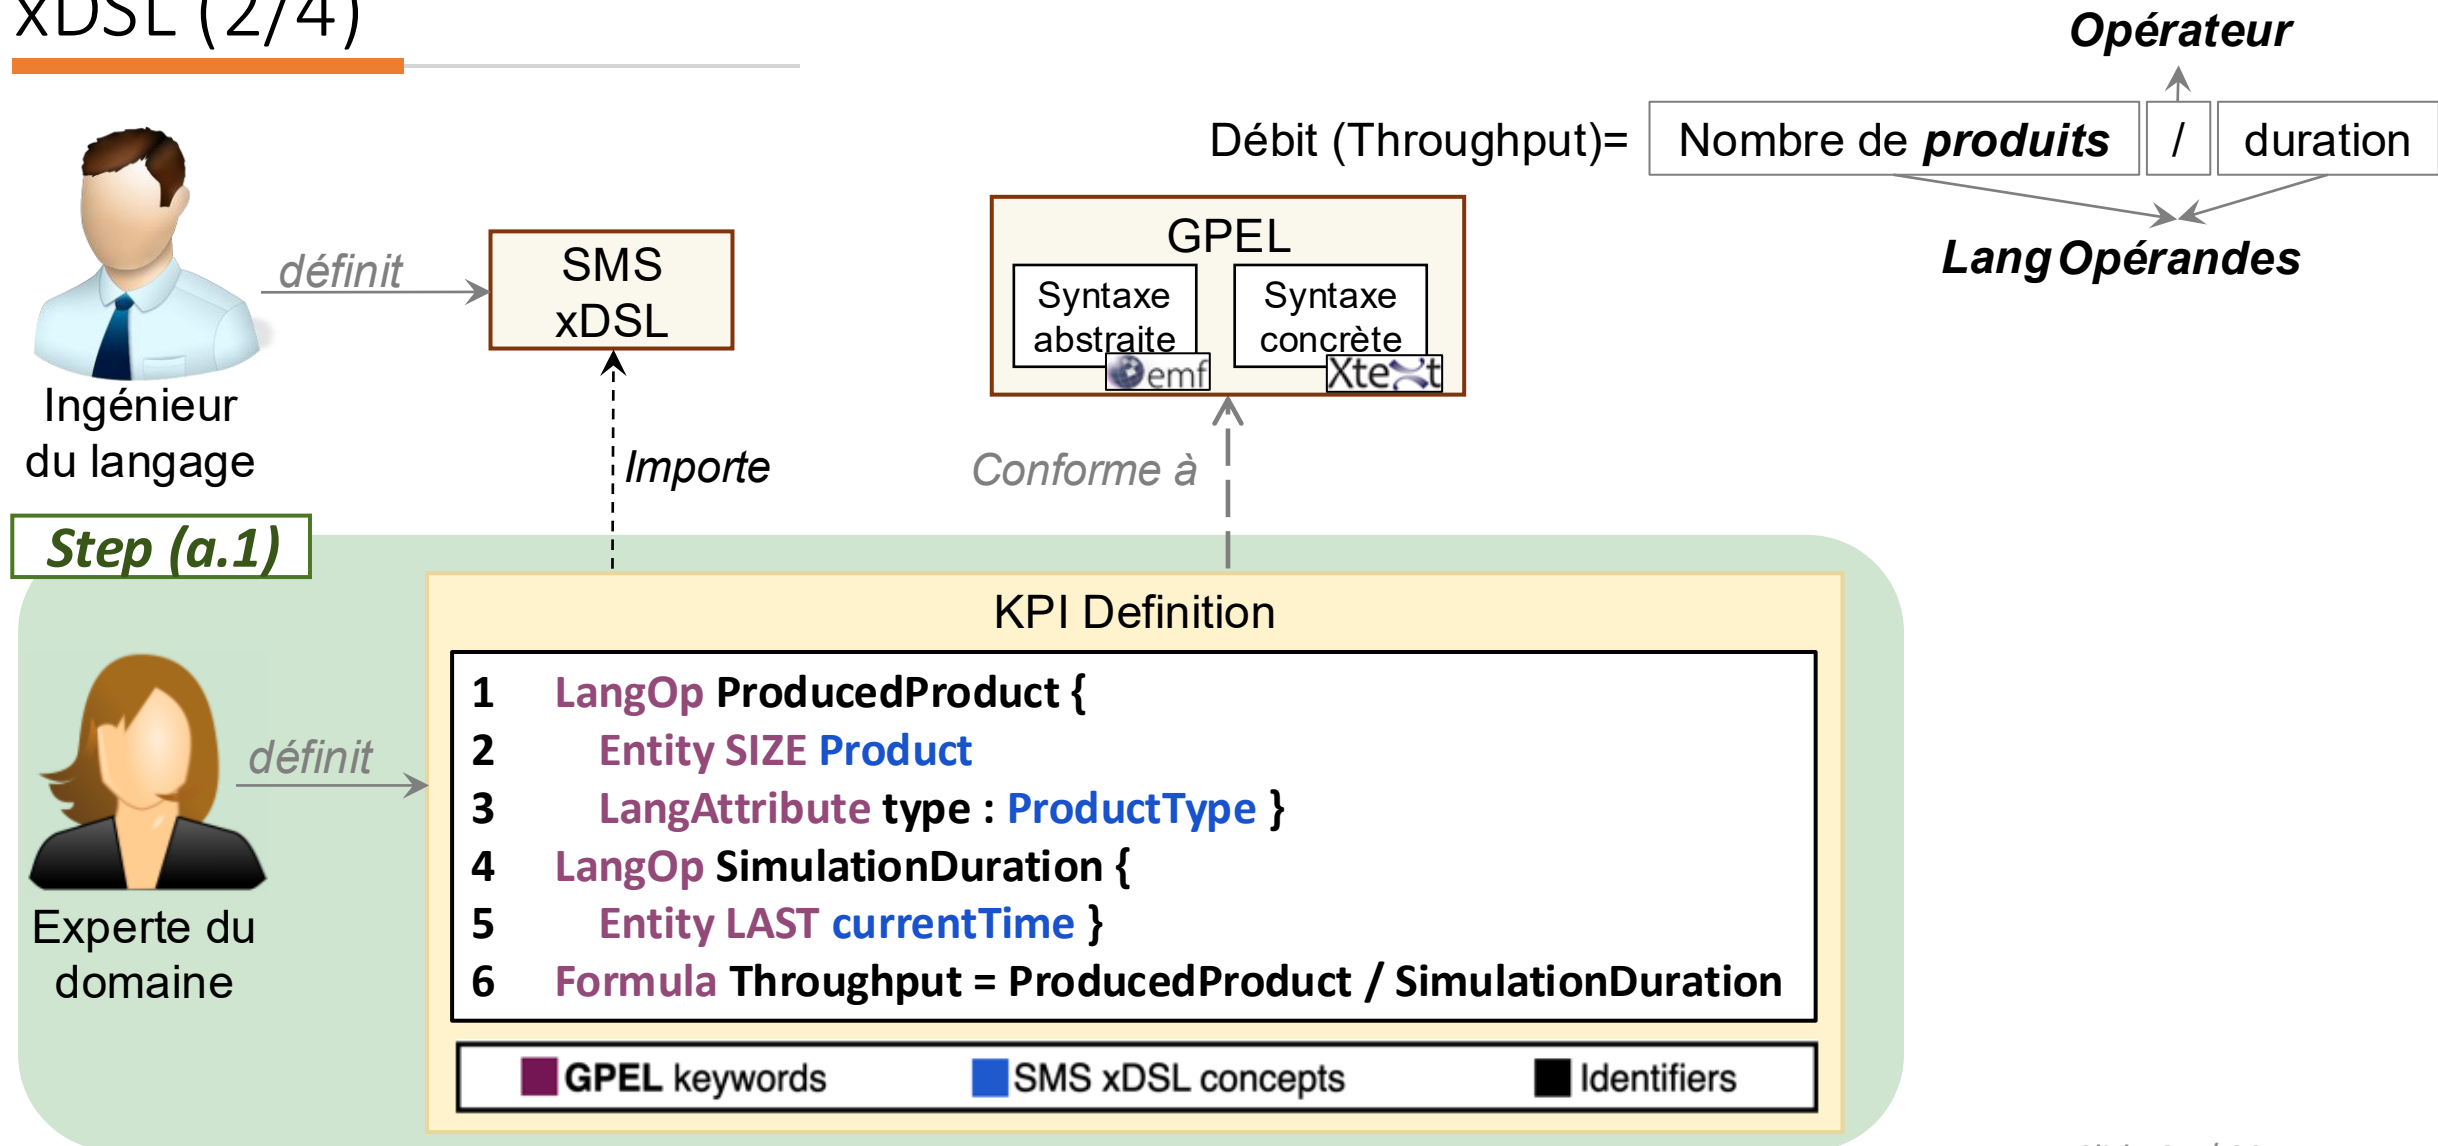 xDSL (2/4)
Opérateur
Débit (Throughput)= Nombre de produits / duration
Lang Opérandes
Ingénieur
du langage
définit
SMS
xDSL
GPEL
Syntaxe
abstraite
emf
Syntaxe
concrète
Xtext
Importe
Conforme à
Step (a.1)
Experte du
domaine
définit
KPI Definition
1 LangOp ProducedProduct {
2 Entity SIZE Product
3 LangAttribute type : ProductType }
4 LangOp SimulationDuration {
5 Entity LAST currentTime }
6 Formula Throughput = ProducedProduct / SimulationDuration
GPEL keywords
SMS xDSL concepts
Identifiers